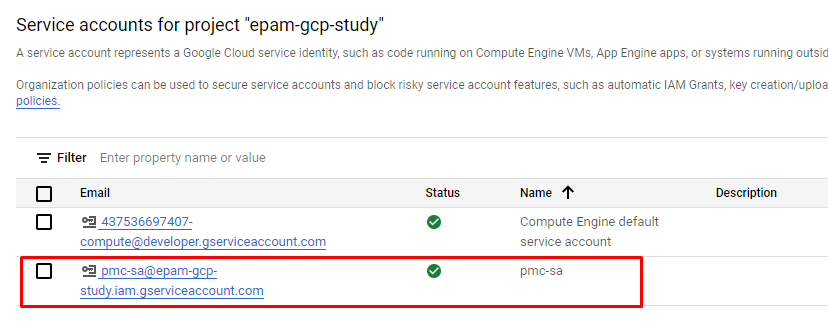 Service accounts for project "epam-gcp-study"
A service account represents a Google Cloud service identity, such as code running on Compute Engine VMs, App Engine apps, or systems running outsid
Organization policies can be used to secure service accounts and block risky service account features, such as automatic IAM Grants, key creation/uploa
policies.
Filter Enter property name or value
Email Status Name Description
437536697407-
compute@developer.gserviceaccount.com
Compute Engine default
service account
pmc-sa@epam-gcp-
study.iam.gserviceaccount.com
pmc-sa